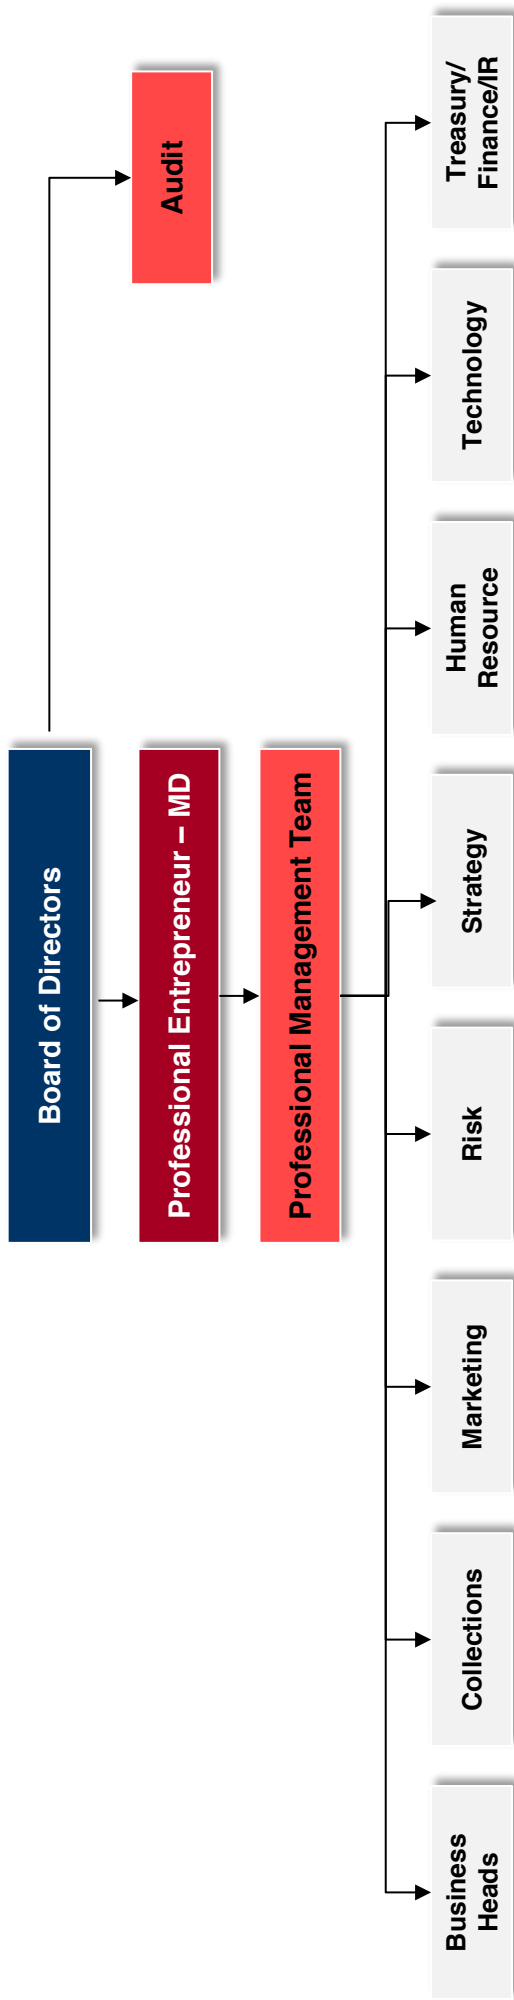 Board of Directors
Audit
Professional Entrepreneur – MD
Professional Management Team
Business
Heads
Collections
Marketing
Risk
Strategy
Human
Resource
Technology
Treasury/
Finance/IR